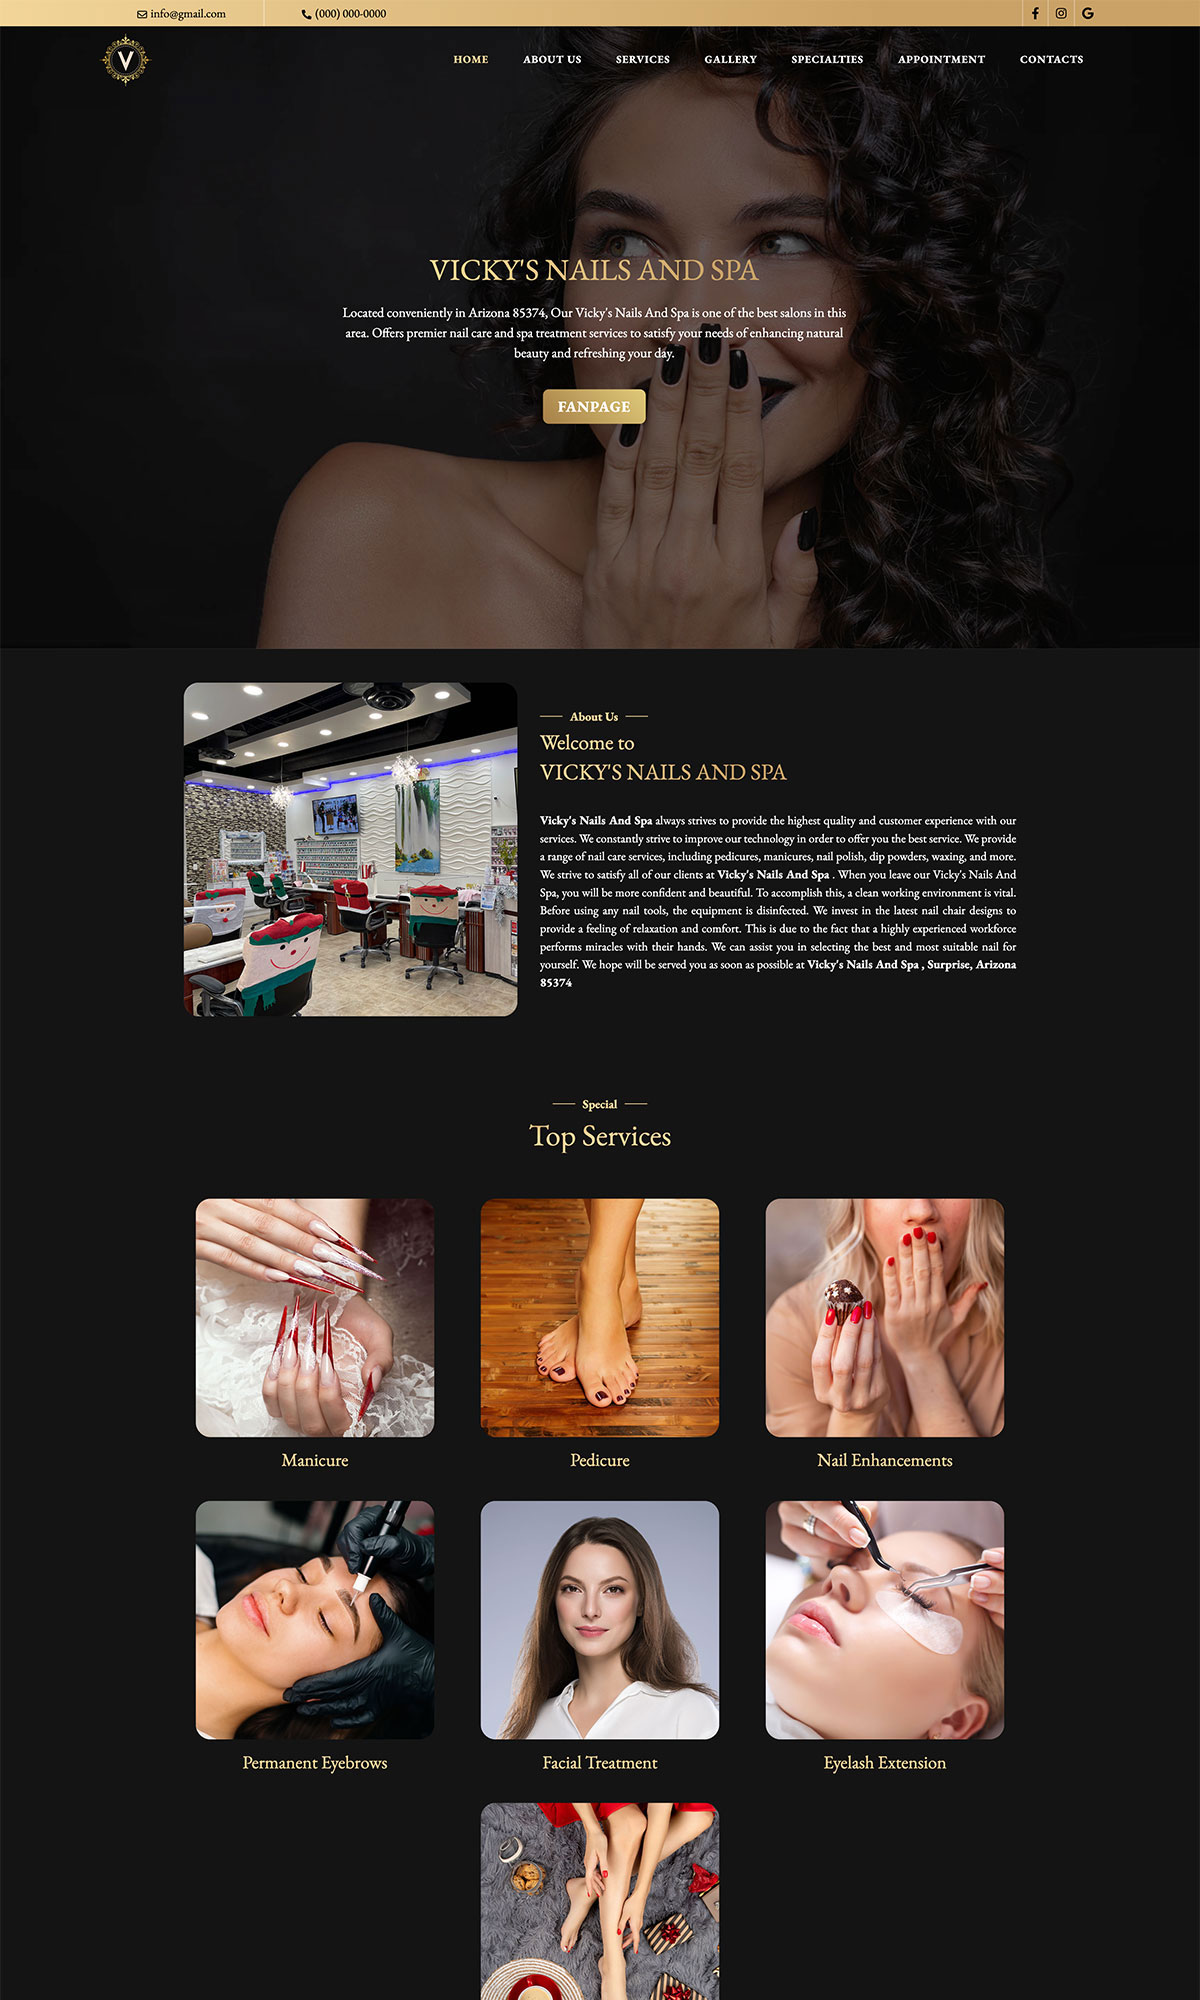 info@gmail.com
(000) 000-0000
V
HOME
ABOUT US
SERVICES
GALLERY
SPECIALTIES
APPOINTMENT
CONTACTS
VICKY'S NAILS AND SPA
Located conveniently in Arizona 85374, Our Vicky's Nails And Spa is one of the best salons in this
area. Offers premier nail care and spa treatment services to satisfy your needs of enhancing natural
beauty and refreshing your day.
FANPAGE
About Us
Welcome to
VICKY'S NAILS AND SPA
Vicky's Nails And Spa always strives to provide the highest quality and customer experience with our
services. We constantly strive to improve our technology in order to offer you the best service. We provide
a range of nail care services, including pedicures, manicures, nail polish, dip powders, waxing, and more.
We strive to satisfy all of our clients at Vicky's Nails And Spa . When you leave our Vicky's Nails And
Spa, you will be more confident and beautiful. To accomplish this, a clean working environment is vital.
Before using any nail tools, the equipment is disinfected. We invest in the latest nail chair designs to
provide a feeling of relaxation and comfort. This is due to the fact that a highly experienced workforce
performs miracles with their hands. We can assist you in selecting the best and most suitable nail for
yourself. We hope will be served you as soon as possible at Vicky's Nails And Spa , Surprise, Arizona
85374
Special
Top Services
Manicure
Pedicure
Nail Enhancements
Permanent Eyebrows
Facial Treatment
Eyelash Extension